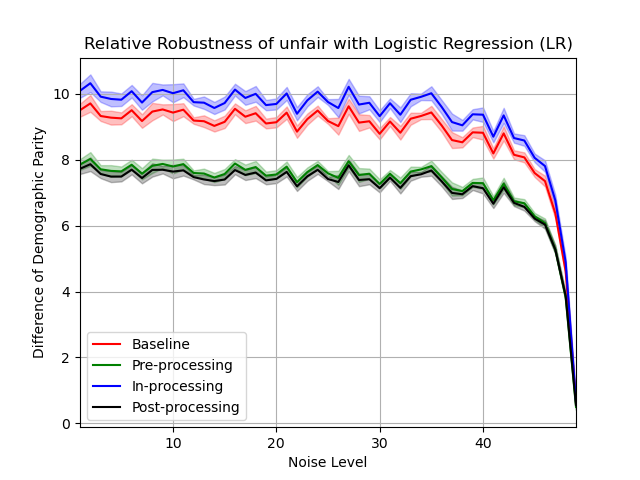 Relative Robustness of unfair with Logistic Regression (LR)
Difference of Demographic Parity
10
8
6
4
2
0
Baseline
Pre-processing
In-processing
Post-processing
10 20 30 40
Noise Level